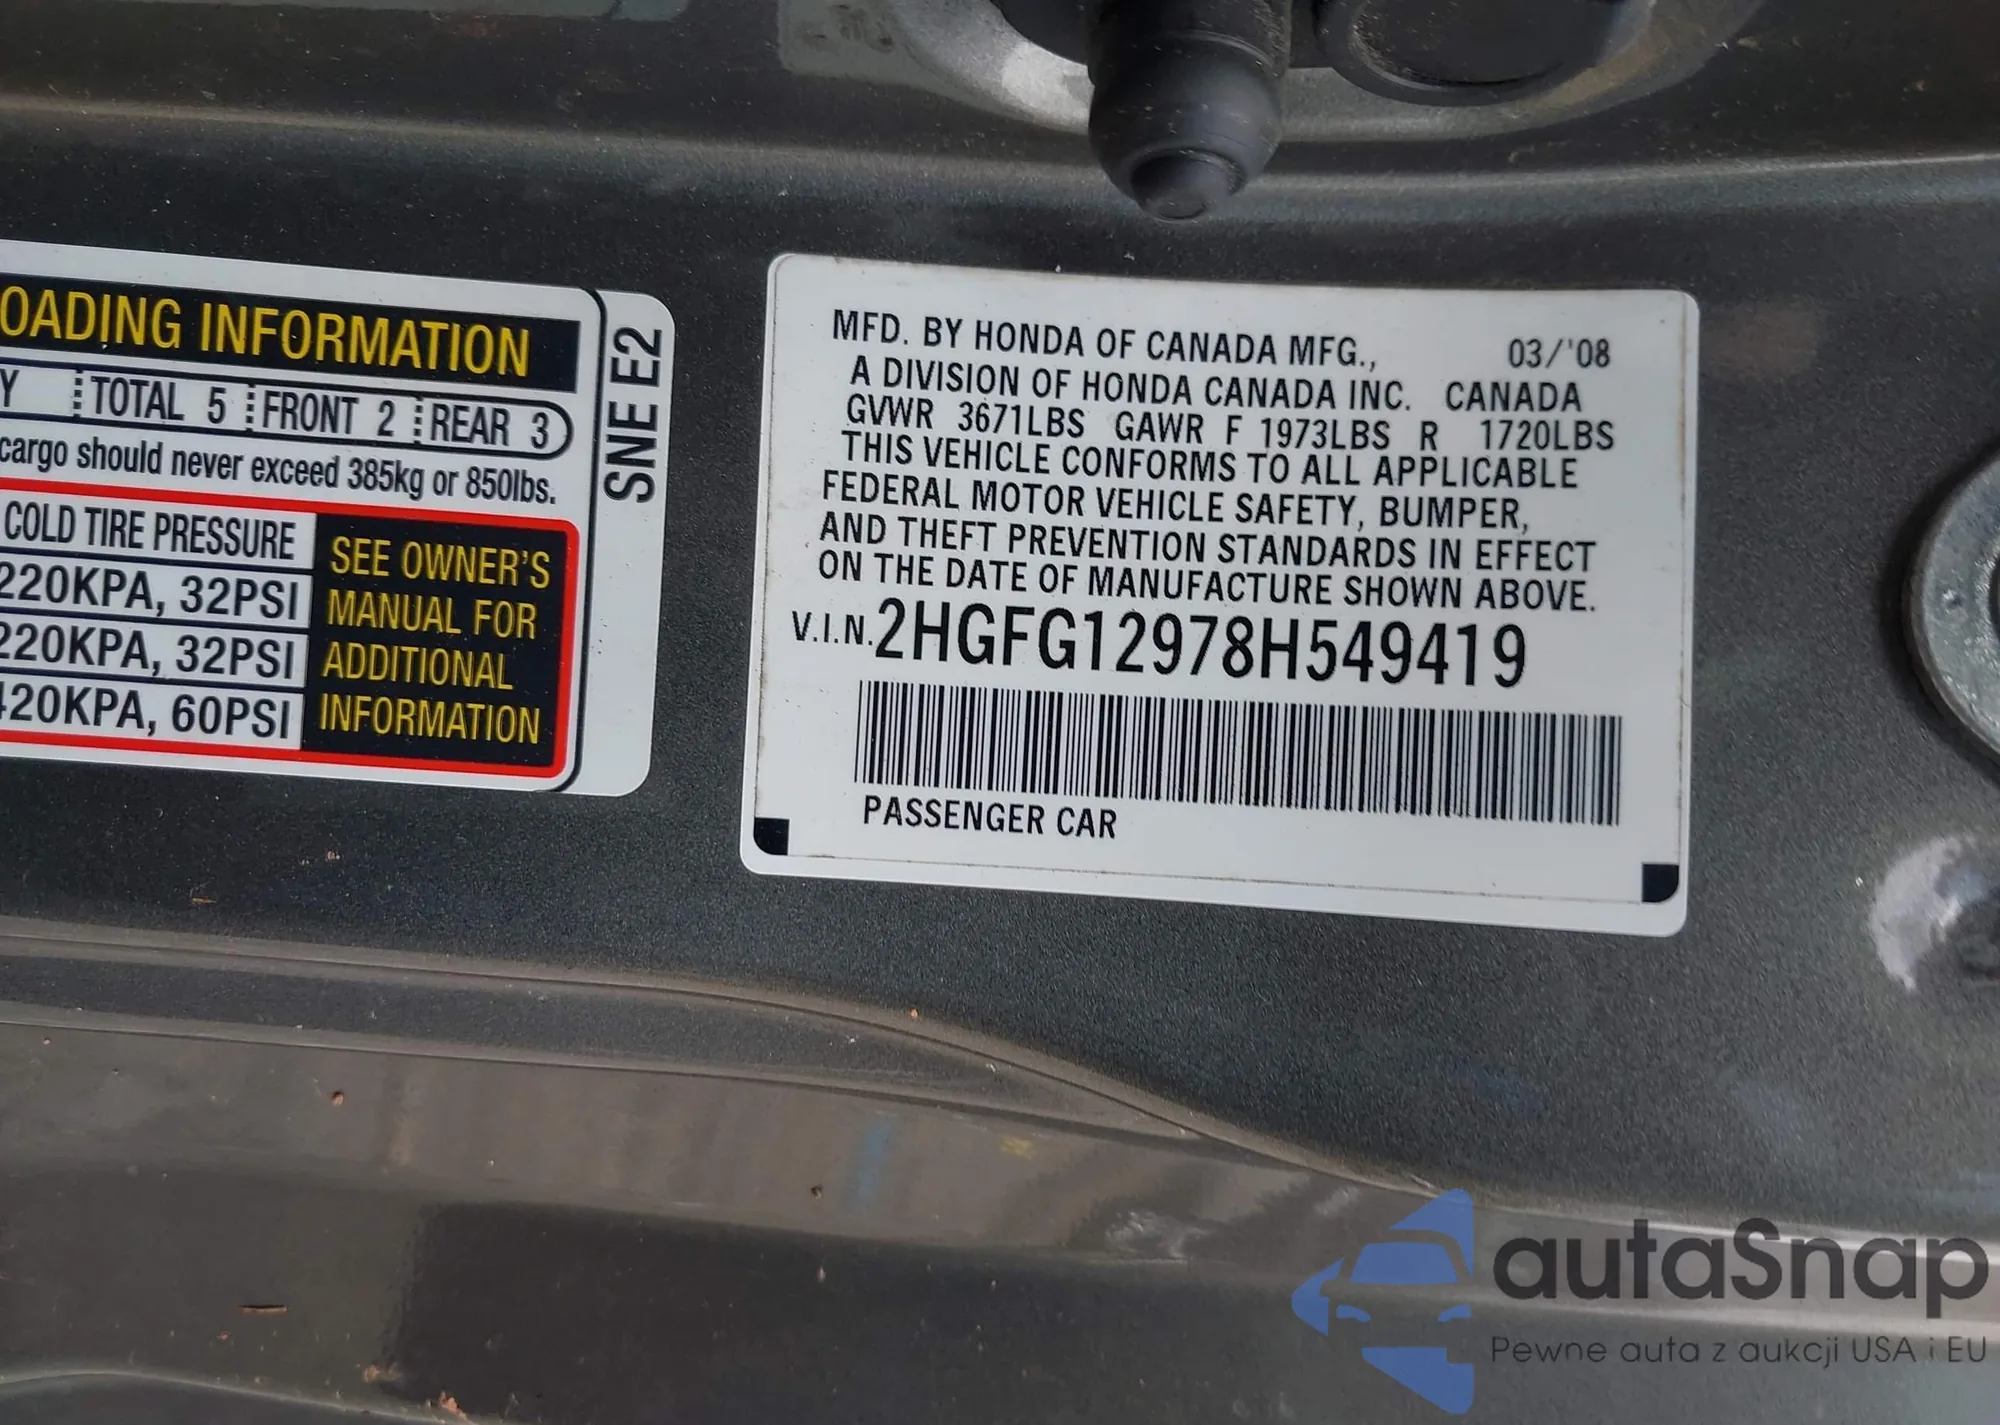 OADING INFORMATION
Y TOTAL 5 FRONT 2 REAR 3
cargo should never exceed 385kg or 850lbs.
COLD TIRE PRESSURE
220KPA, 32PSI
220KPA, 32PSI
420KPA, 60PSI
SEE OWNER'S
MANUAL FOR
ADDITIONAL
INFORMATION
SNE E2
MFD. BY HONDA OF CANADA MFG., 03/'08
A DIVISION OF HONDA CANADA INC. CANADA
GVWR 3671LBS GAWR F 1973LBS R 1720LBS
THIS VEHICLE CONFORMS TO ALL APPLICABLE
FEDERAL MOTOR VEHICLE SAFETY, BUMPER,
AND THEFT PREVENTION STANDARDS IN EFFECT
ON THE DATE OF MANUFACTURE SHOWN ABOVE.
V.I.N. 2HGFG12978H549419
PASSENGER CAR
autaSnap
Pewne auta z aukcji USA i EU